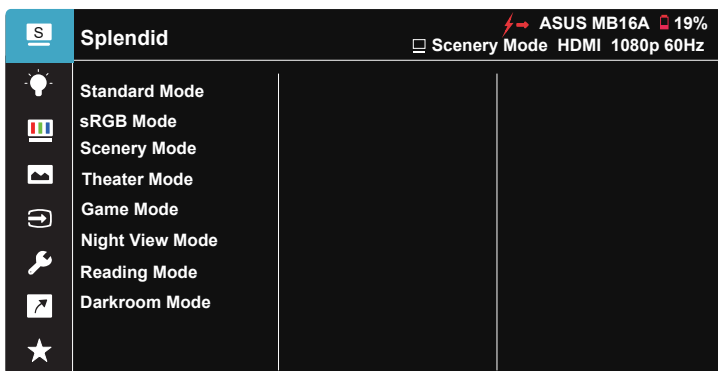 S
Splendid
ASUS MB16A 19%
Scenery Mode HDMI 1080p 60Hz
Standard Mode
sRGB Mode
Scenery Mode
Theater Mode
Game Mode
Night View Mode
Reading Mode
Darkroom Mode